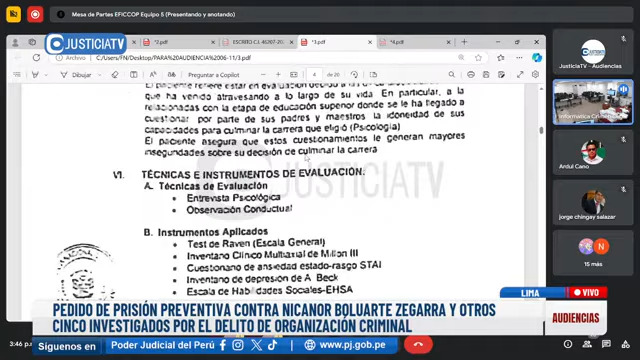 Mesa de Partes EFICCOP Equipo 5 (Presentando y anotando)
JUSTICIATV
*2.pdf
ESCRITO C.I. 46207-20
*3.pdf
*4.pdf
Archivo
C:/Users/FN/Desktop/PARA%20AUDIENCIA%2006-11/3.pdf
Dibujar
Preguntar a Copilot
4 de 20
Editar
que ha venido atravesando a lo largo de su vida En particular, a la
relacionadas con la etapa de educación superior donde se le ha llegado a
cuestionar por parte de sus padres y maestros la idoneidad de sus
capacidades para culminar la carrera que eligió (Psicología)
El paciente asegura que estos cuestionamientos le generan mayores
inseguridades sobre su decisión de culminar la carrera
VI. TÉCNICAS E INSTRUMENTOS DE EVALUACIÓN:
A. Técnicas de Evaluación
• Entrevista Psicológica
• Observación Conductual
B. Instrumentos Aplicados
• Test de Raven (Escala General)
• Inventario Clínico Multiaxial de Millon III
• Cuestionario de ansiedad estado-rasgo STAI
• Inventario de depresión de A. Beck
• Escala de Habilidades Sociales-EHSA
JUSTICIATV
JusticiaTV - Audiencias
Informatica Cr
Ardul Cano
jorge chingay salazar
N
15 más
LIMA
VIVO
PEDIDO DE PRISIÓN PREVENTIVA CONTRA NICANOR BOLUARTE ZEGARRA Y OTROS
CINCO INVESTIGADOS POR EL DELITO DE ORGANIZACIÓN CRIMINAL
AUDIENCIAS
3:46 p.
Síguenos en
Poder Judicial del Perú
www.pj.gob.pe